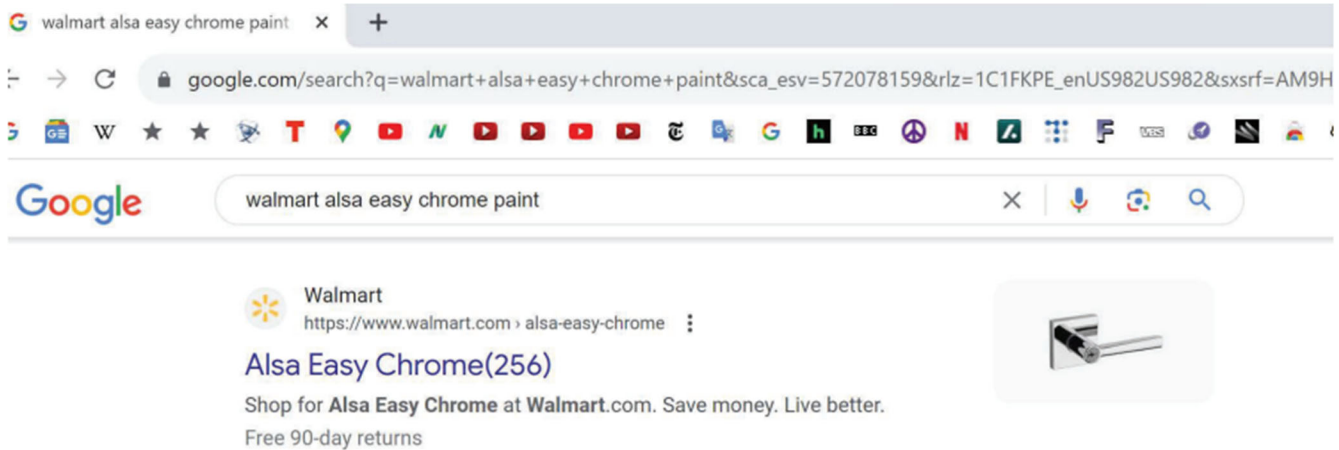 walmart alsa easy chrome paint
google.com/search?q=walmart+alsa+easy+chrome+paint&sca_esv=572078159&rlz=1C1FKPE_enUS982US982&sxsrf=AM9H
Google
walmart alsa easy chrome paint
Walmart
https://www.walmart.com › alsa-easy-chrome
Alsa Easy Chrome(256)
Shop for Alsa Easy Chrome at Walmart.com. Save money. Live better.
Free 90-day returns